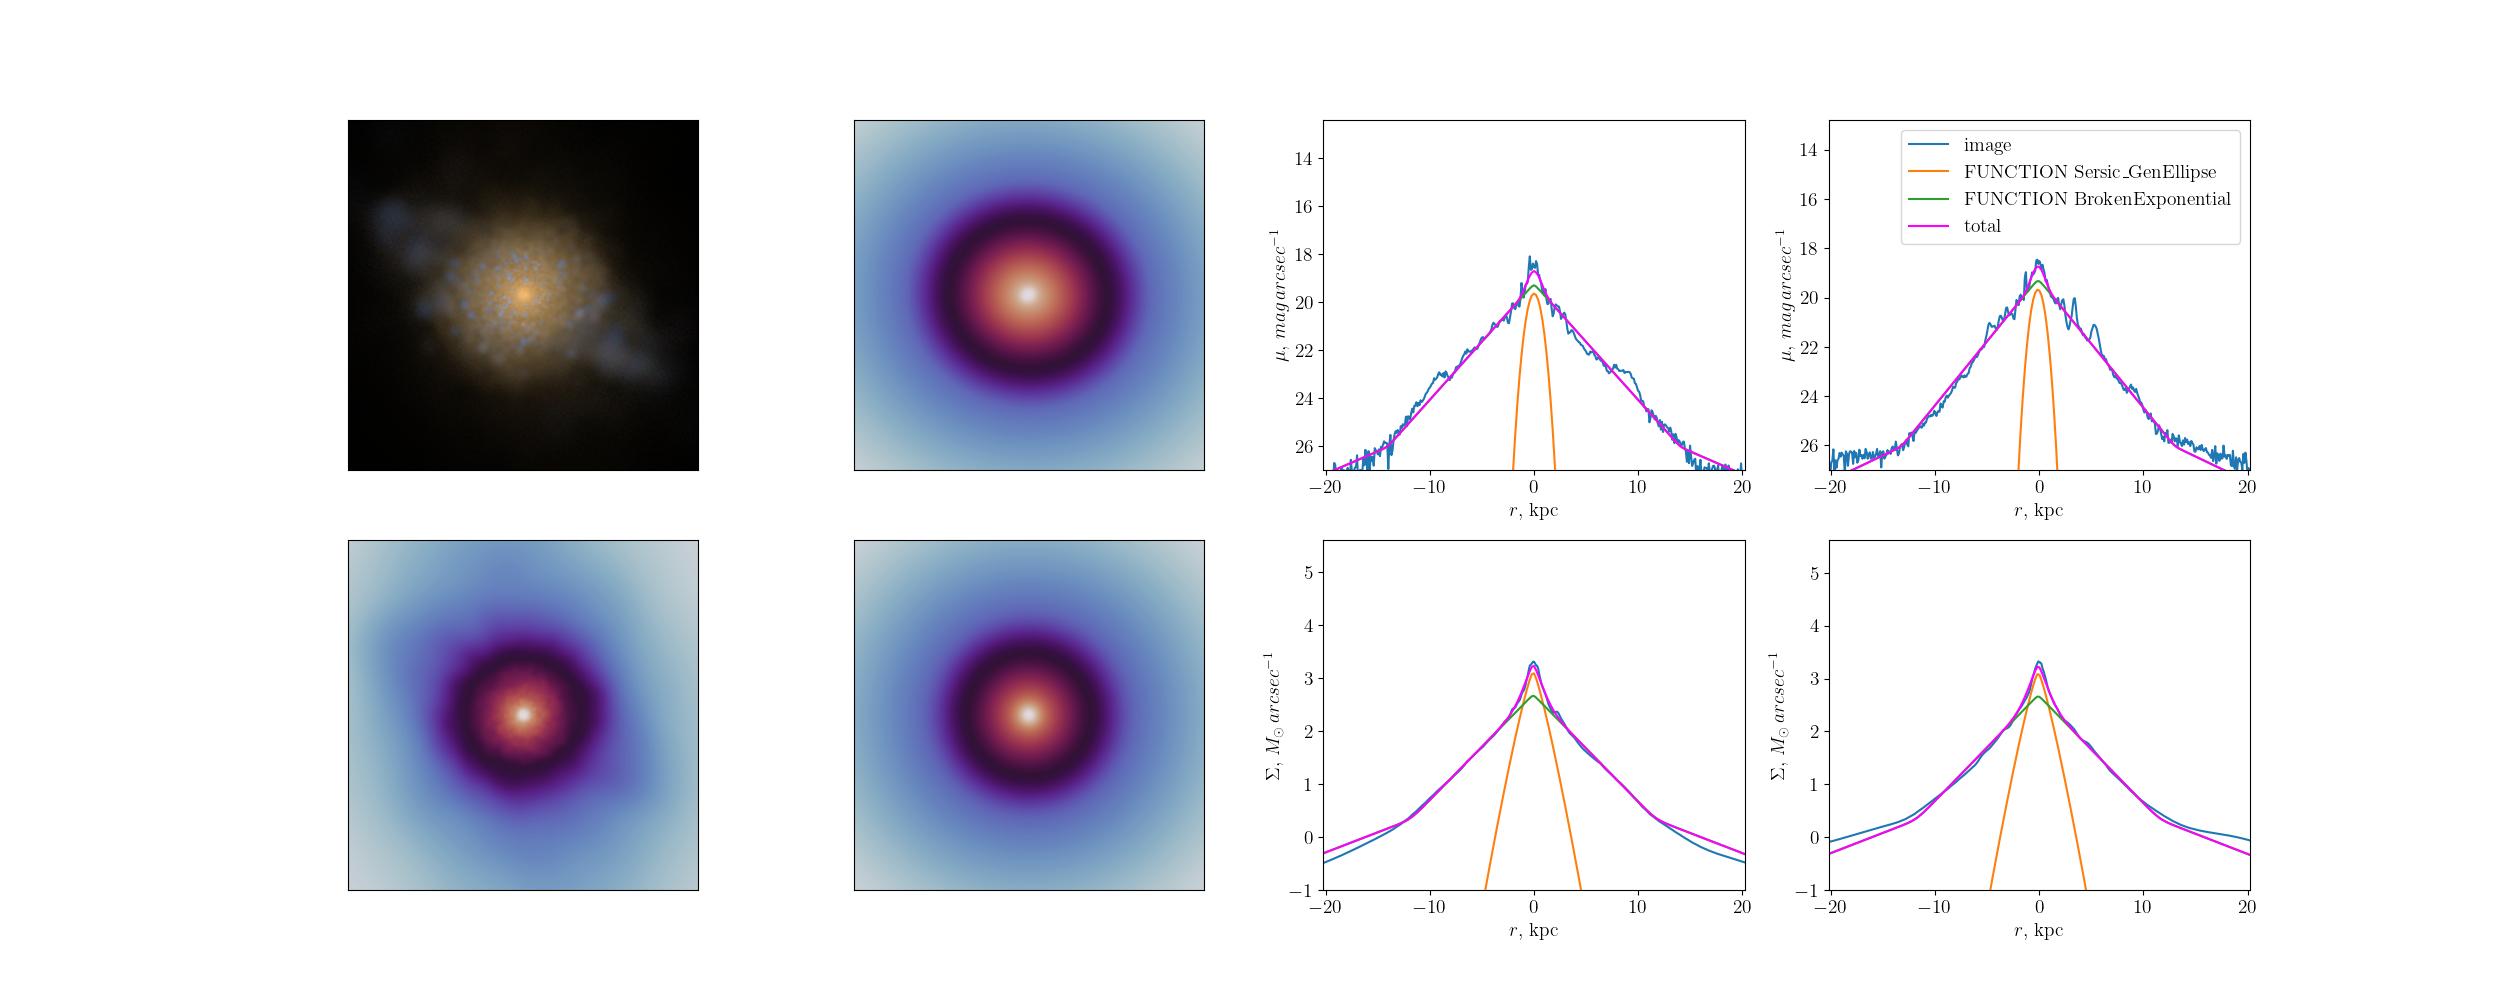 14
16
18
20
22
24
26
μ, mag arcsec⁻¹
−20 −10 0 10 20
r, kpc
14
16
18
20
22
24
26
μ, mag arcsec⁻¹
image
FUNCTION Sersic_GenEllipse
FUNCTION BrokenExponential
total
−20 −10 0 10 20
r, kpc
5
4
3
2
1
0
−1
Σ, M⊙ arcsec⁻¹
−20 −10 0 10 20
r, kpc
5
4
3
2
1
0
−1
Σ, M⊙ arcsec⁻¹
−20 −10 0 10 20
r, kpc